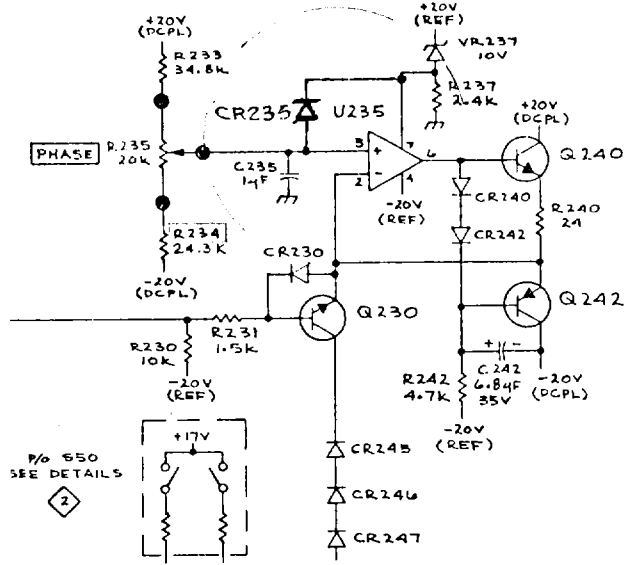 +20V
(DCPL)
R233
34.8K
PHASE
R235
20K
R234
24.3K
-20V
(DCPL)
CR235
U235
C235
1µF
3
+
2
-
7
6
4
-20V
(REF)
+20V
(REF)
VR237
10V
R237
2.4K
+20V
(DCPL)
Q240
CR240
CR242
R240
24
Q242
+ -
C242
6.8µF
35V
-20V
(DCPL)
R242
4.7K
-20V
(REF)
CR230
Q230
R231
1.5K
R230
10K
-20V
(REF)
+17V
P/O S50
SEE DETAILS
2
CR245
CR246
CR247